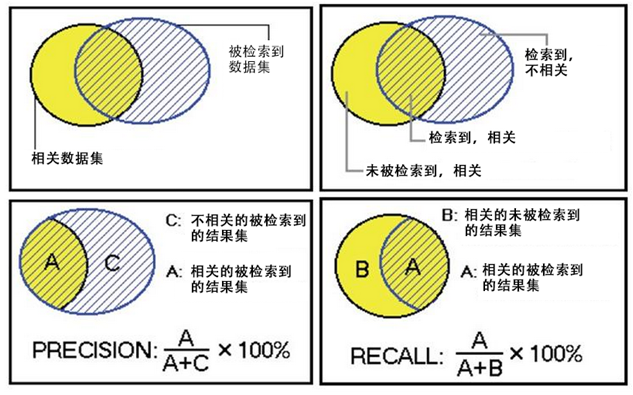 被检索到
数据集
相关数据集
检索到，
不相关
检索到，相关
未被检索到，相关
C: 不相关的被检索到
的结果集
A: 相关的被检索到
的结果集
A
C
PRECISION: A/A+C × 100%
B: 相关的未被检索到
的结果集
A: 相关的被检索到
的结果集
B
A
RECALL: A/A+B × 100%